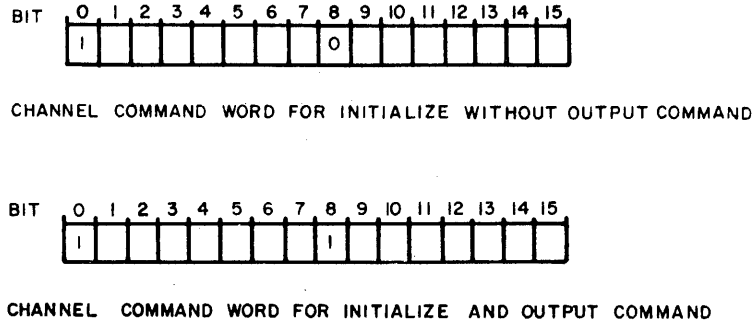 BIT 0 1 2 3 4 5 6 7 8 9 10 11 12 13 14 15
1 0
CHANNEL COMMAND WORD FOR INITIALIZE WITHOUT OUTPUT COMMAND
BIT 0 1 2 3 4 5 6 7 8 9 10 11 12 13 14 15
1 1
CHANNEL COMMAND WORD FOR INITIALIZE AND OUTPUT COMMAND